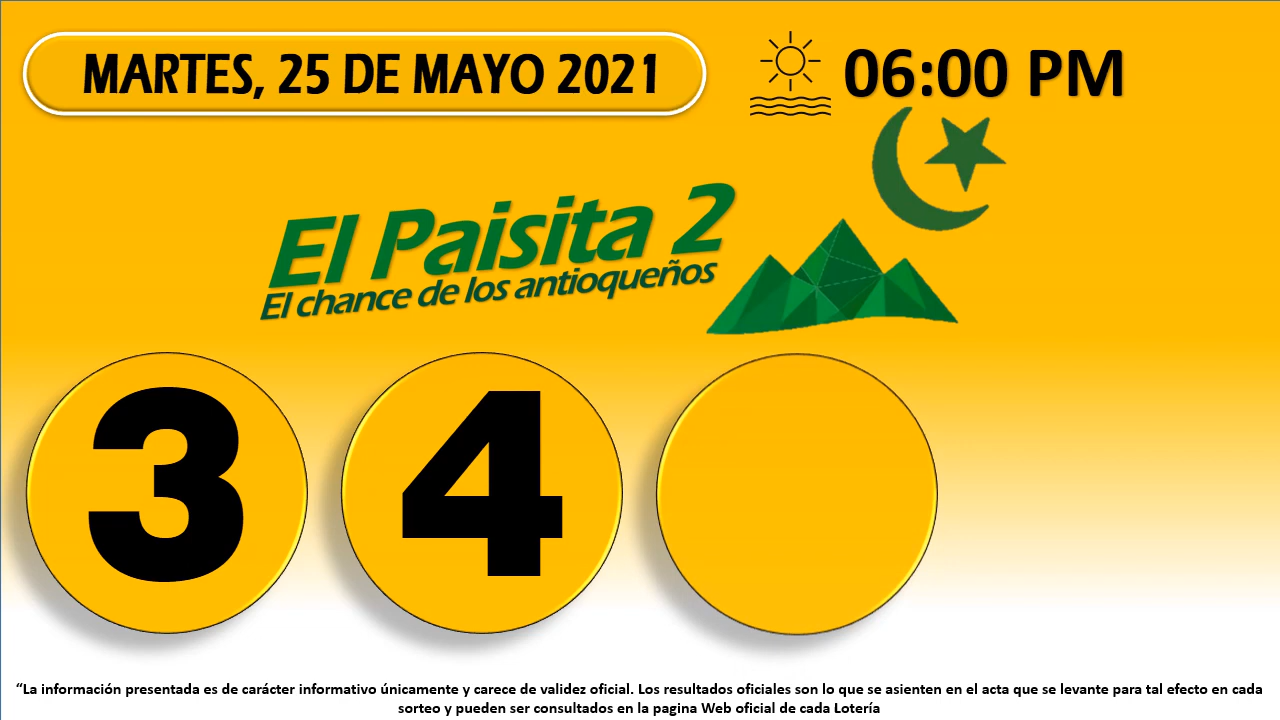 MARTES, 25 DE MAYO 2021
06:00 PM
El Paisita 2
El chance de los antioqueños
3 4
“La información presentada es de carácter informativo únicamente y carece de validez oficial. Los resultados oficiales son lo que se asienten en el acta que se levante para tal efecto en cada
sorteo y pueden ser consultados en la pagina Web oficial de cada Lotería